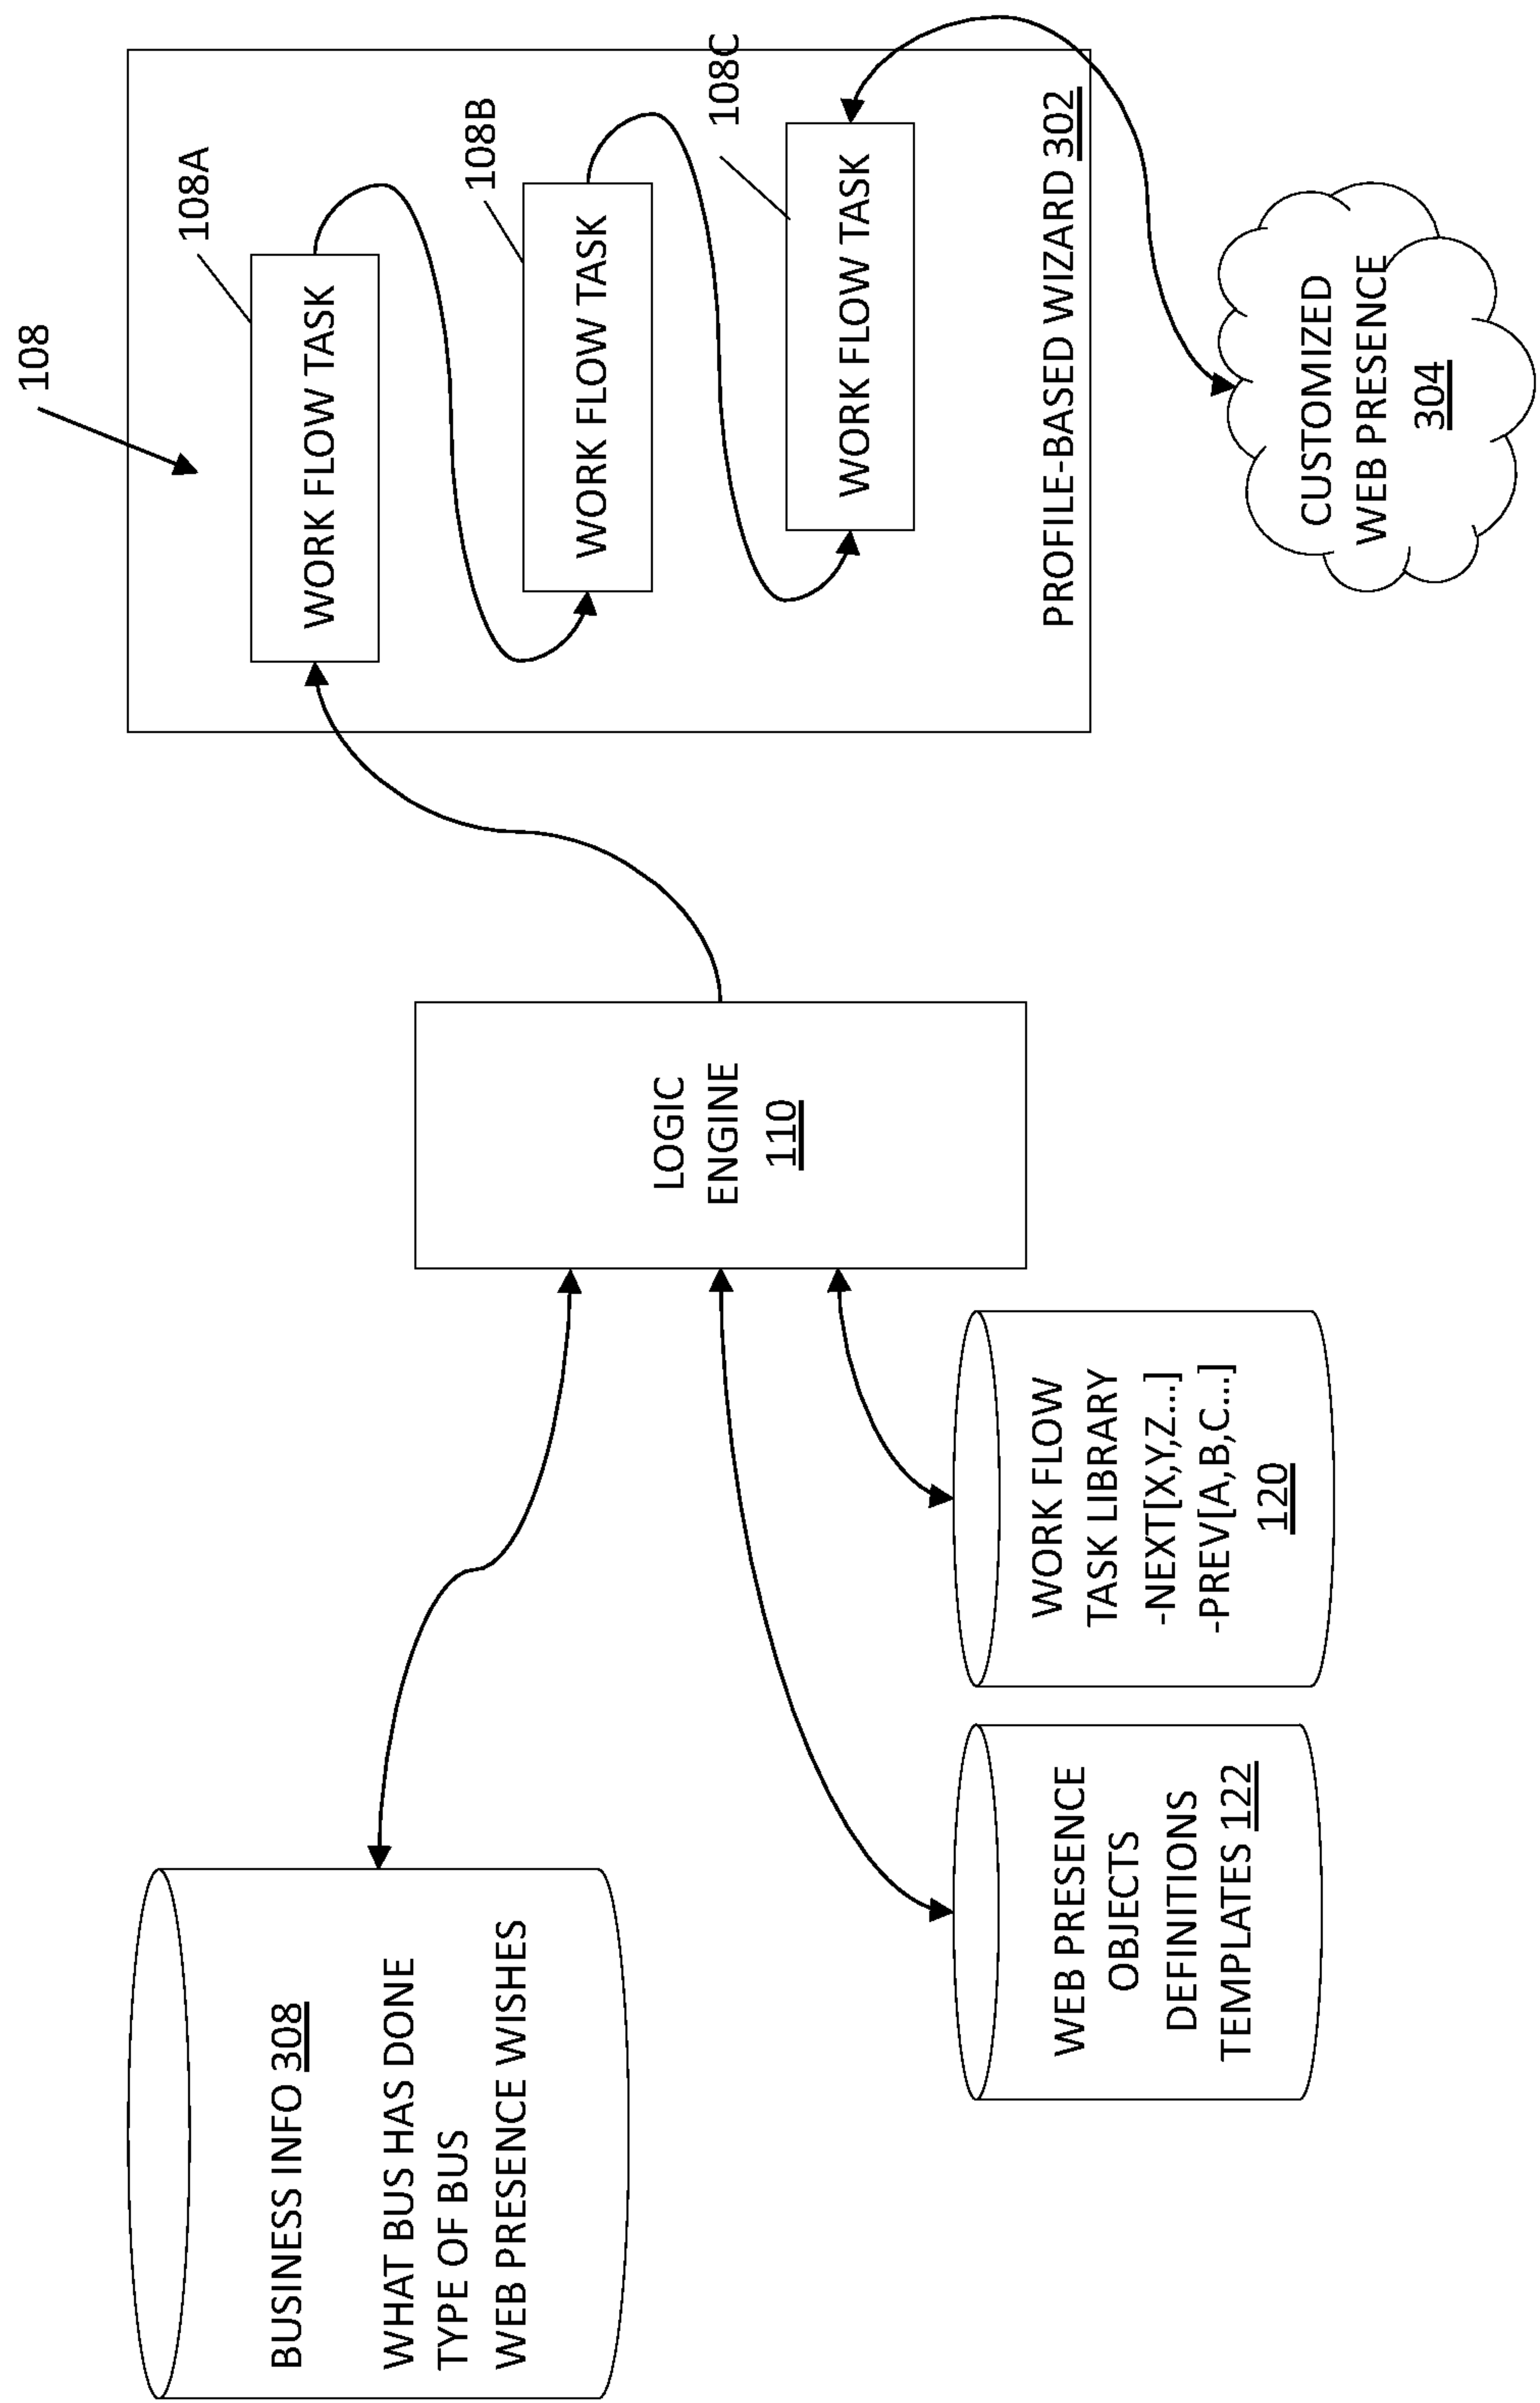 BUSINESS INFO 308
WHAT BUS HAS DONE
TYPE OF BUS
WEB PRESENCE WISHES
WEB PRESENCE
OBJECTS
DEFINITIONS
TEMPLATES 122
WORK FLOW
TASK LIBRARY
-NEXT[X,Y,Z...]
-PREV[A,B,C...]
120
LOGIC
ENGINE
110
108
108A
WORK FLOW TASK
108B
WORK FLOW TASK
108C
WORK FLOW TASK
PROFILE-BASED WIZARD 302
CUSTOMIZED
WEB PRESENCE
304